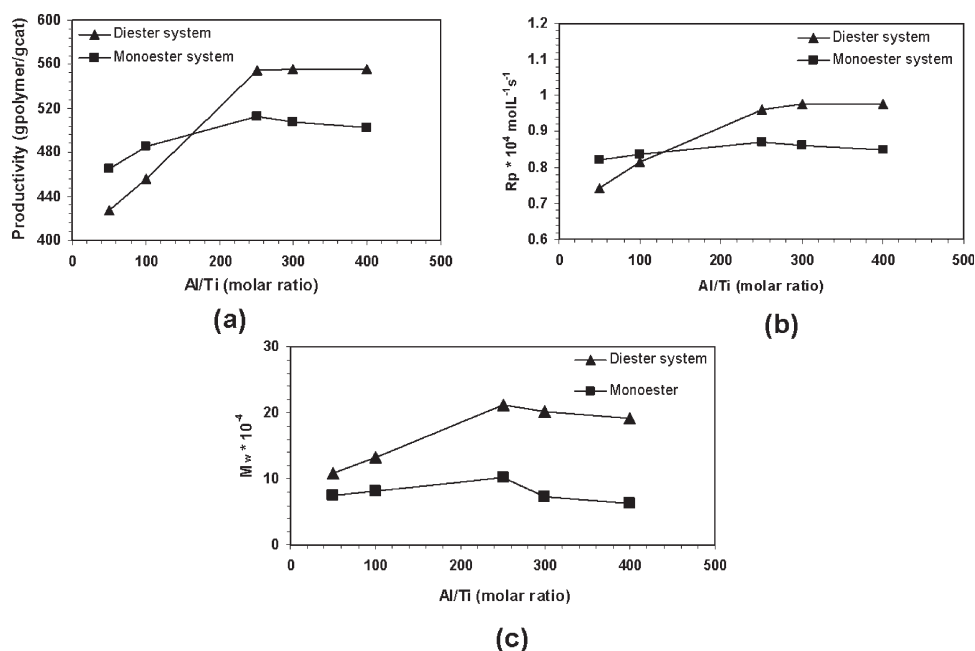 Productivity (gpolymer/gcat)
600
560
520
480
440
400
Diester system
Monoester system
0 100 200 300 400 500
Al/Ti (molar ratio)
(a)
Rp * 10⁴ molL⁻¹s⁻¹
1.2
1.1
1
0.9
0.8
0.7
0.6
Diester system
Monoester system
0 100 200 300 400 500
Al/Ti (molar ratio)
(b)
Mw * 10⁻⁴
30
20
10
0
Diester system
Monoester
0 100 200 300 400 500
Al/Ti (molar ratio)
(c)